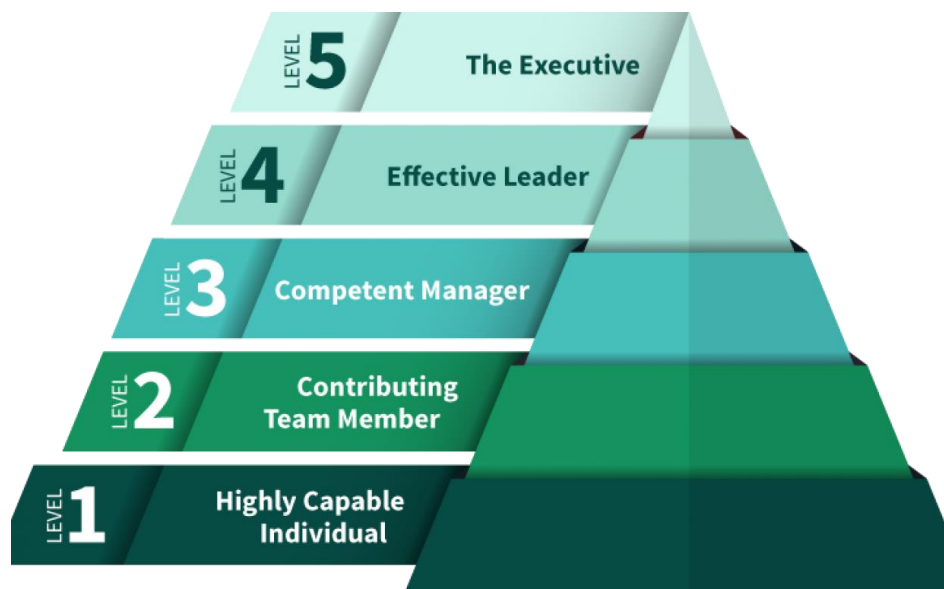 LEVEL 5
The Executive
LEVEL 4
Effective Leader
LEVEL 3
Competent Manager
LEVEL 2
Contributing
Team Member
LEVEL 1
Highly Capable
Individual